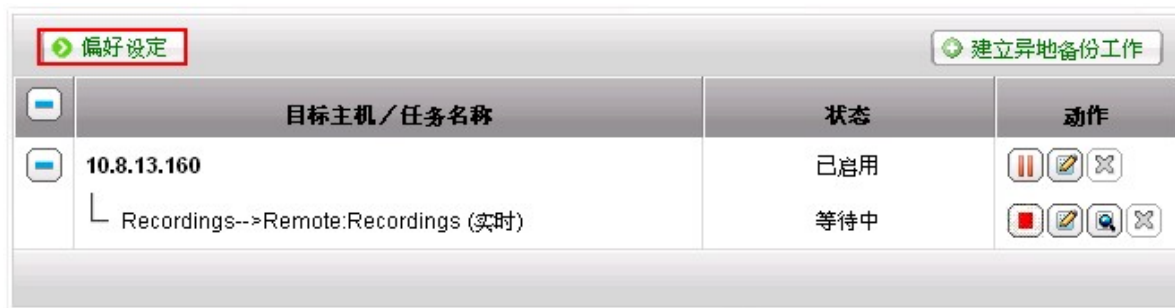 偏好设定
建立异地备份工作
目标主机／任务名称 状态 动作
10.8.13.160 已启用
Recordings-->Remote:Recordings (实时) 等待中